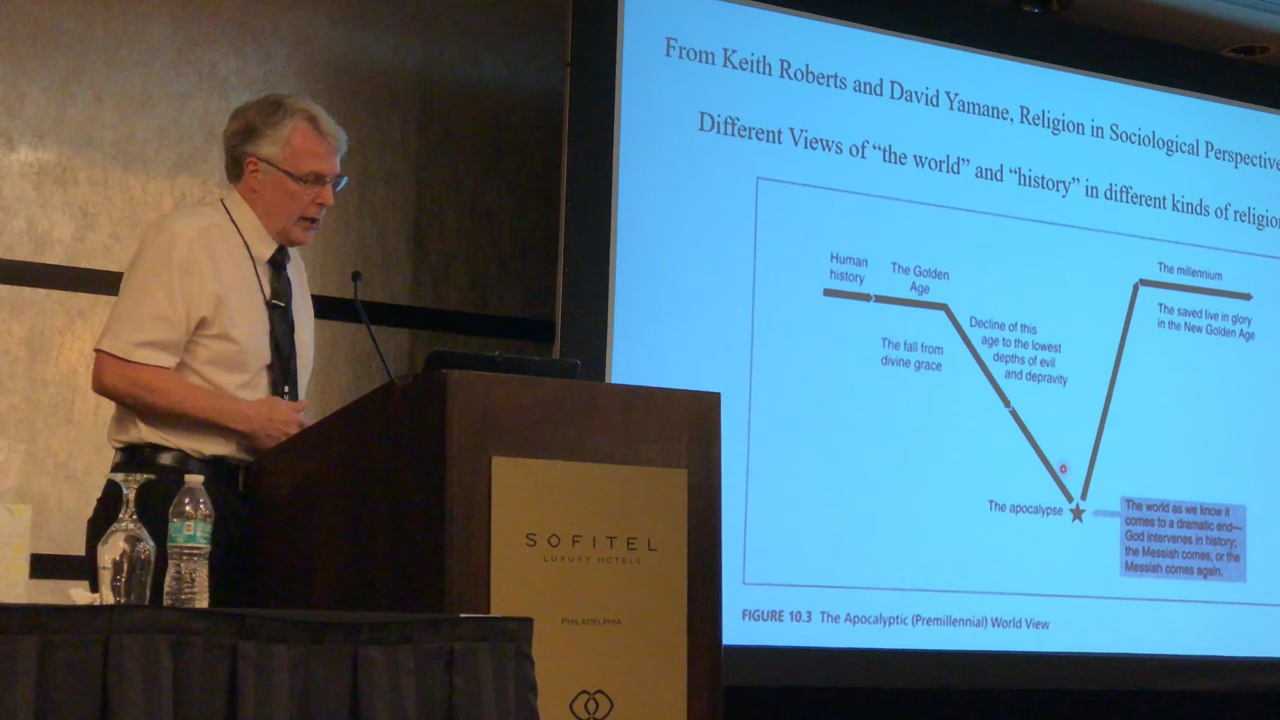 From Keith Roberts and David Yamane, Religion in Sociological Perspective
Different Views of “the world” and “history” in different kinds of religion
Human
history
The Golden
Age
The fall from
divine grace
Decline of this
age to the lowest
depths of evil
and depravity
The millennium
The saved live in glory
in the New Golden Age
The apocalypse
The world as we know it
comes to a dramatic end—
God intervenes in history;
the Messiah comes, or the
Messiah comes again.
FIGURE 10.3 The Apocalyptic (Premillennial) World View
SOFITEL
LUXURY HOTELS
PHILADELPHIA